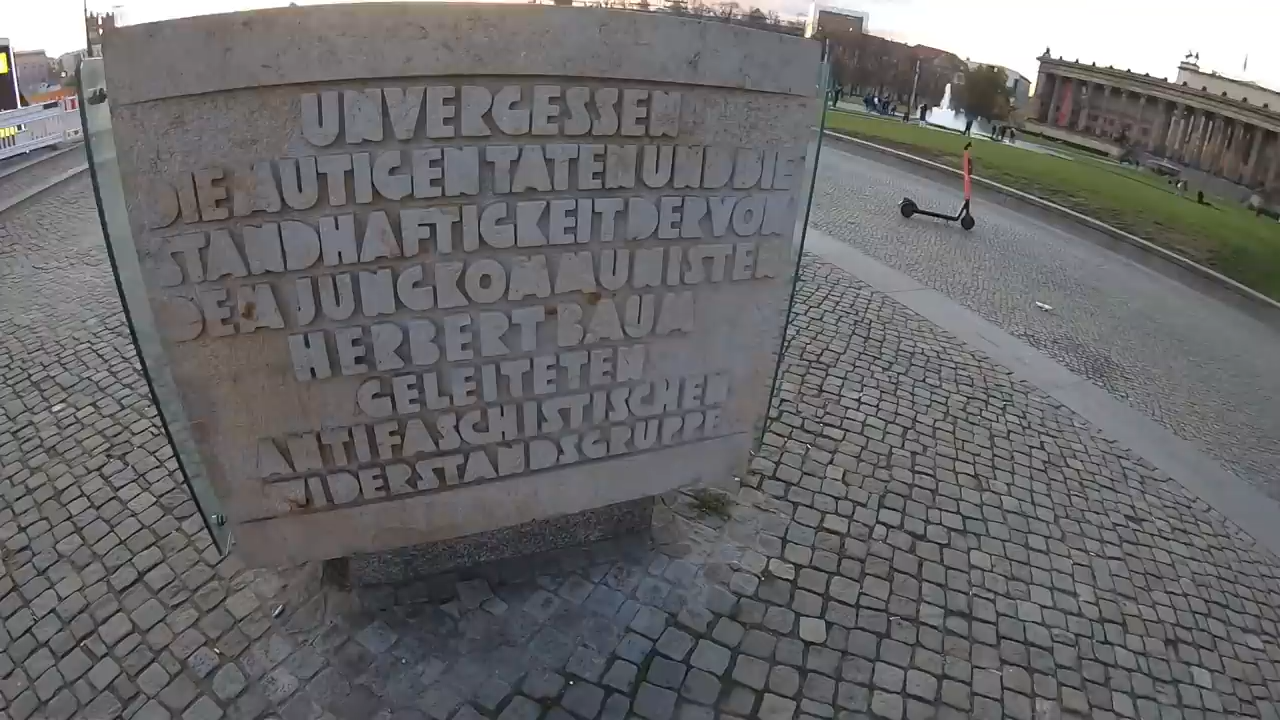 UNVERGESSEN
DIE MUTIGEN TATEN UND DIE
STANDHAFTIGKEIT DER VON
DEM JUNGKOMMUNISTEN
HERBERT BAUM
GELEITETEN
ANTIFASCHISTISCHEN
WIDERSTANDSGRUPPE